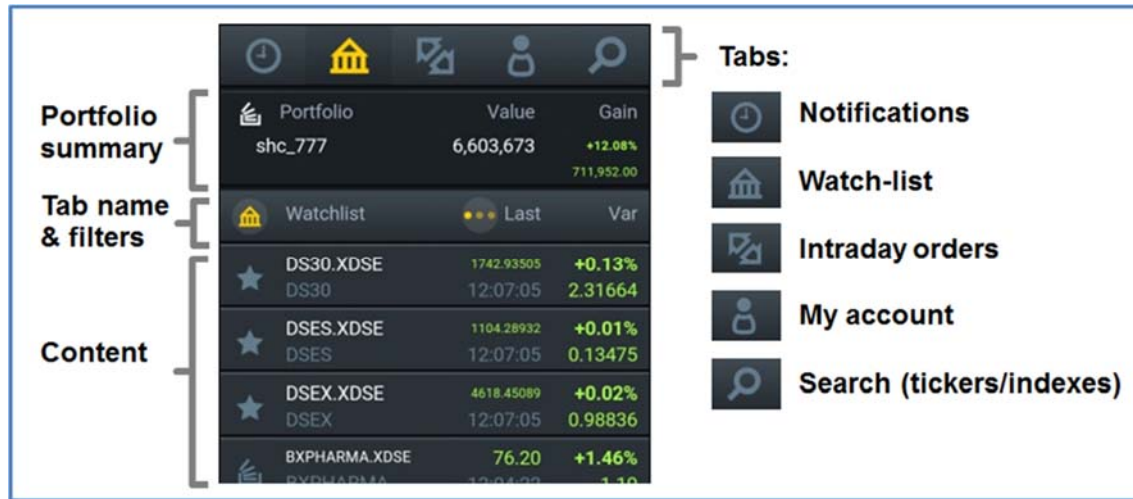 Tabs:
Portfolio summary
Portfolio Value Gain
shc_777 6,603,673 +12.08%
711,952.00
Tab name & filters
Watchlist Last Var
Content
DS30.XDSE 1742.93505 +0.13%
DS30 12:07:05 2.31664
DSES.XDSE 1104.28932 +0.01%
DSES 12:07:05 0.13475
DSEX.XDSE 4618.45089 +0.02%
DSEX 12:07:05 0.98836
BXPHARMA.XDSE 76.20 +1.46%
BXPHARMA 1.10
Notifications
Watch-list
Intraday orders
My account
Search (tickers/indexes)